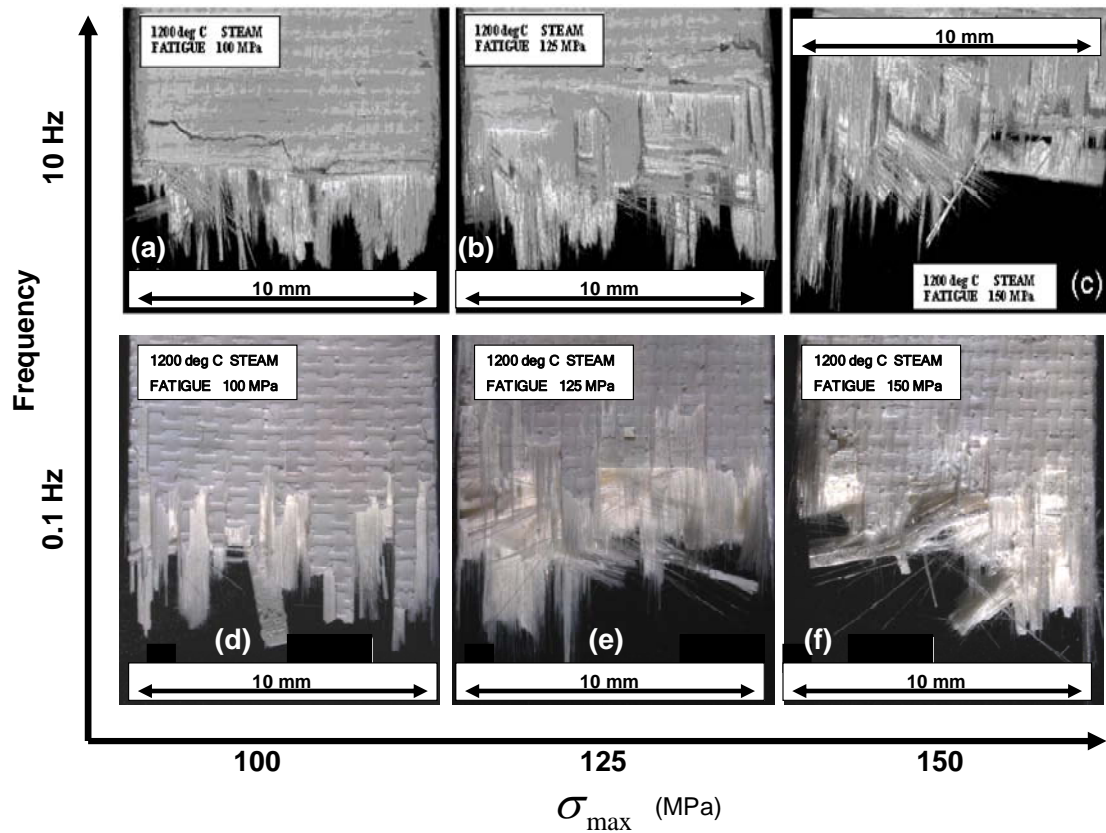 1200 deg C STEAM
FATIGUE 100 MPa
(a)
10 mm
1200 deg C STEAM
FATIGUE 125 MPa
(b)
10 mm
10 mm
1200 deg C STEAM
FATIGUE 150 MPa
(c)
10 Hz
Frequency
0.1 Hz
1200 deg C STEAM
FATIGUE 100 MPa
(d)
10 mm
1200 deg C STEAM
FATIGUE 125 MPa
(e)
10 mm
1200 deg C STEAM
FATIGUE 150 MPa
(f)
10 mm
100
125
150
σmax (MPa)